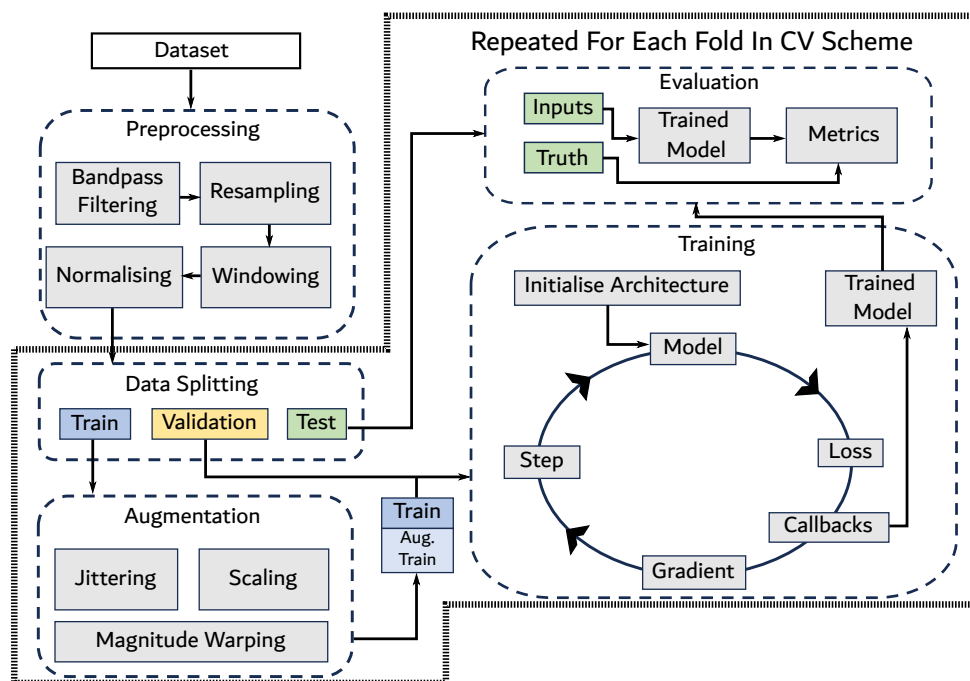 Dataset
Preprocessing
Bandpass
Filtering
Resampling
Normalising
Windowing
Repeated For Each Fold In CV Scheme
Evaluation
Inputs
Trained
Model
Metrics
Truth
Data Splitting
Train
Validation
Test
Augmentation
Jittering
Scaling
Magnitude Warping
Train
Aug.
Train
Training
Initialise Architecture
Trained
Model
Model
Loss
Step
Callbacks
Gradient